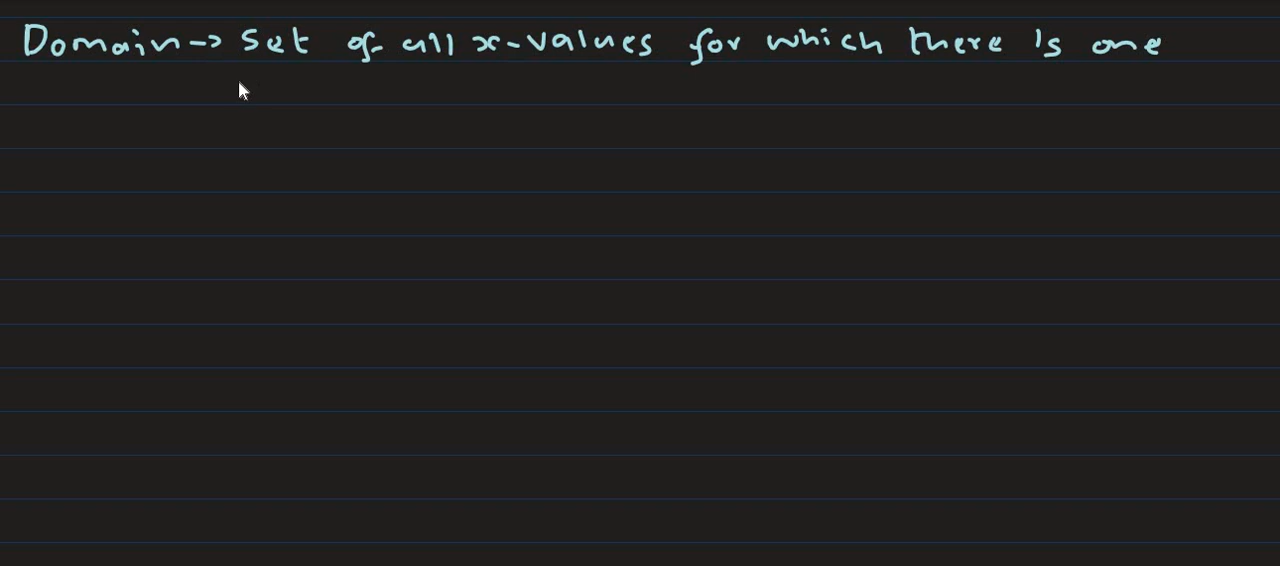 Domain -> set of all x-values for which there is one